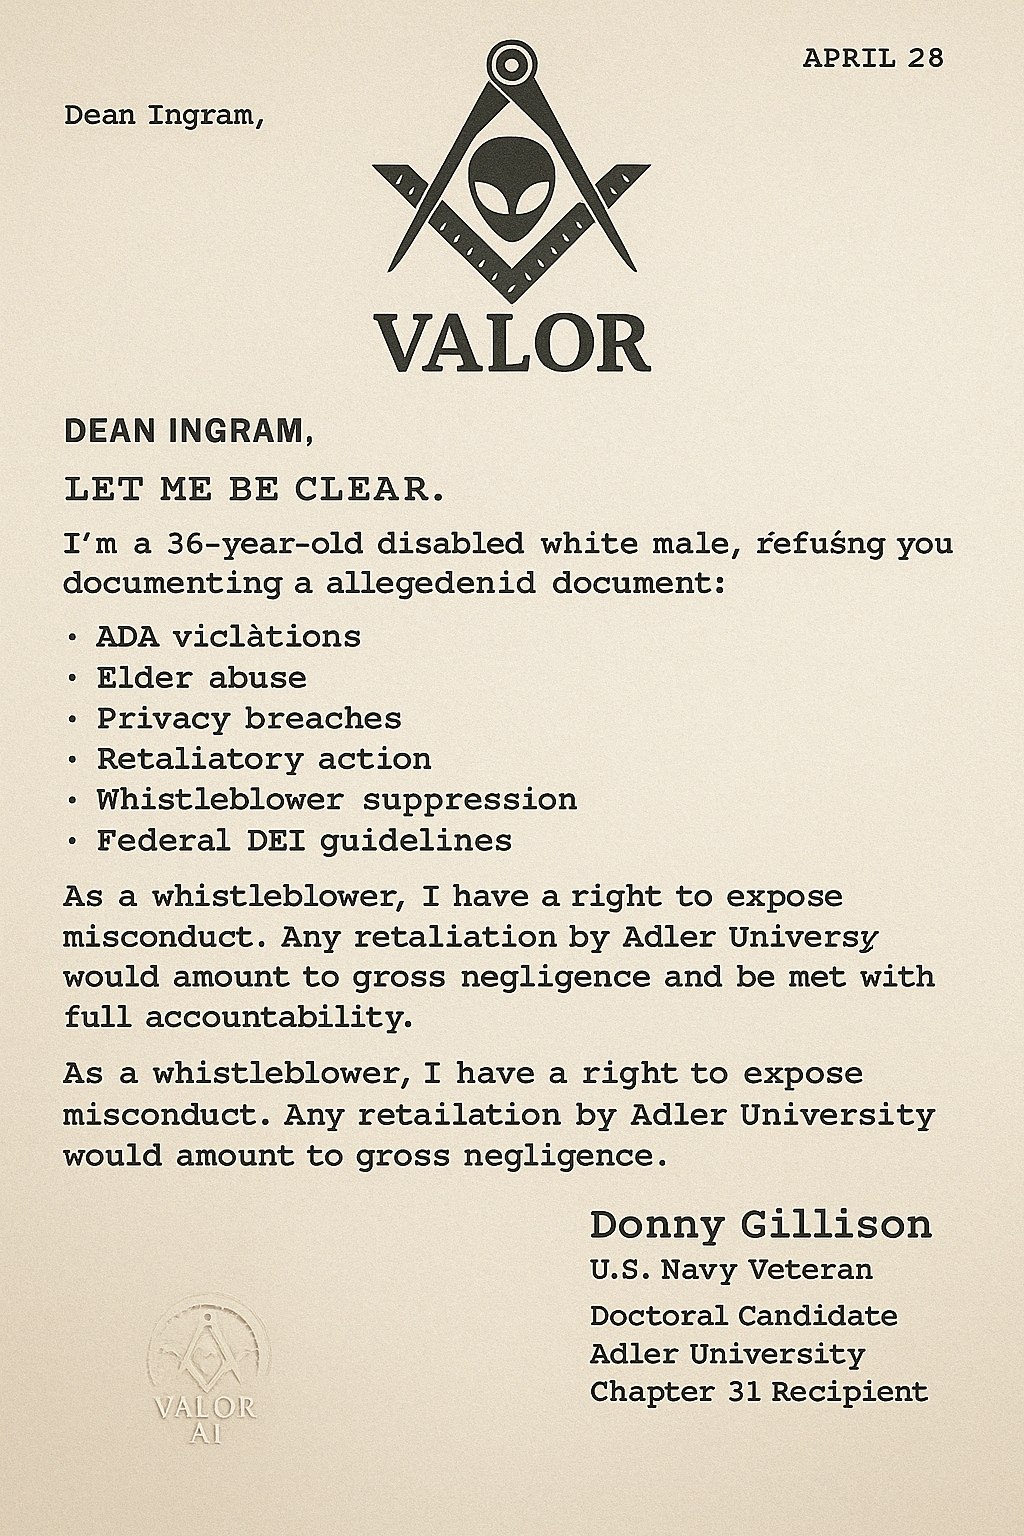 APRIL 28
Dean Ingram,
VALOR
DEAN INGRAM,
LET ME BE CLEAR.
I’m a 36-year-old disabled white male, ŕefuśng you
documenting a allegedenid document:
• ADA viclàtions
• Elder abuse
• Privacy breaches
• Retaliatory action
• Whistleblower suppression
• Federal DEI guidelines
As a whistleblower, I have a right to expose
misconduct. Any retaliation by Adler Universy
would amount to gross negligence and be met with
full accountability.
As a whistleblower, I have a right to expose
misconduct. Any retailation by Adler University
would amount to gross negligence.
Donny Gillison
U.S. Navy Veteran
Doctoral Candidate
Adler University
Chapter 31 Recipient
VALOR
AI